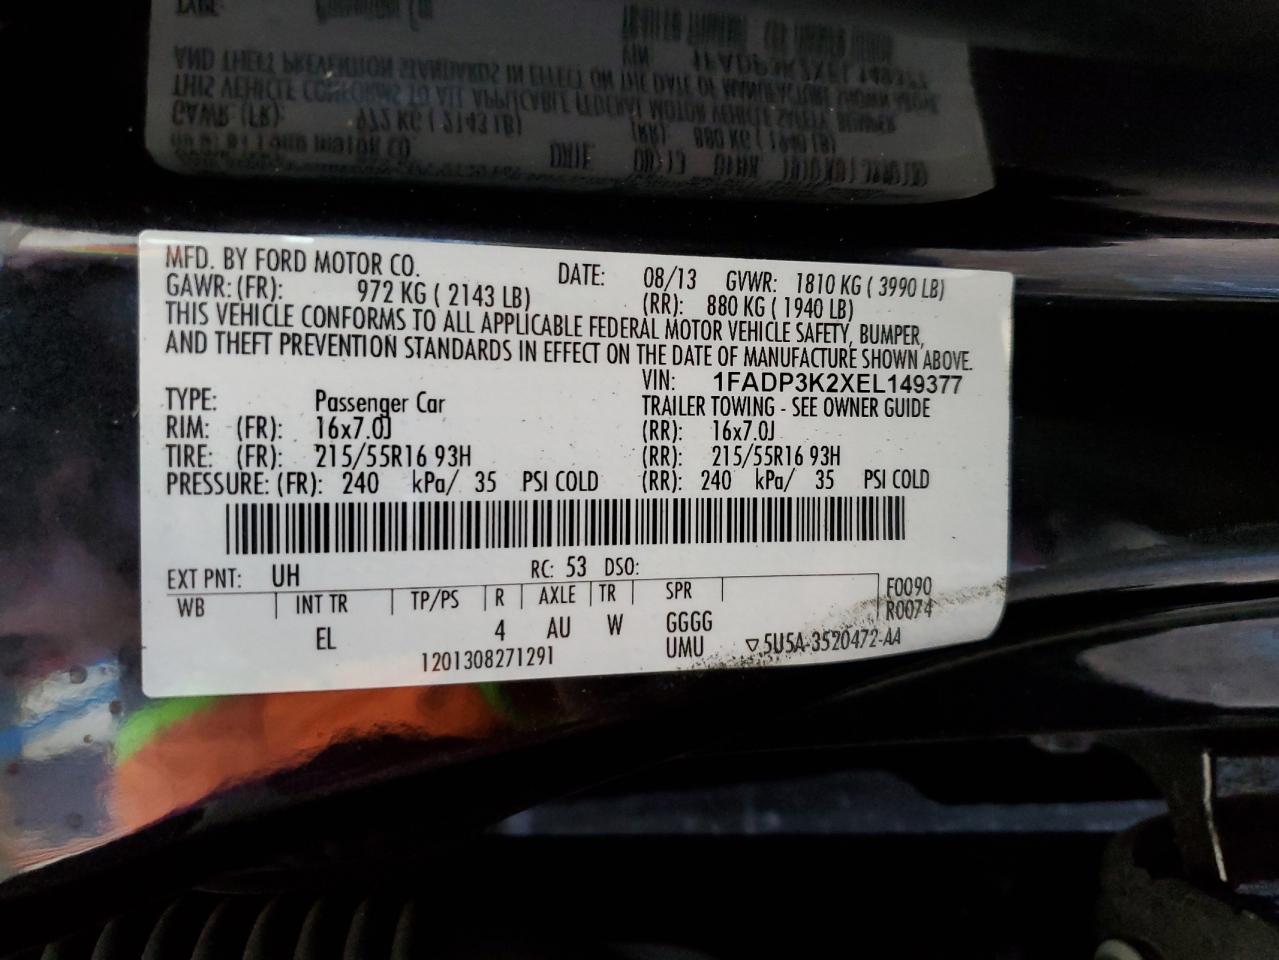 MFD. BY FORD MOTOR CO. DATE: 08/13 GVWR: 1810 KG ( 3990 LB)
GAWR: (FR): 972 KG ( 2143 LB) (RR): 880 KG ( 1940 LB)
THIS VEHICLE CONFORMS TO ALL APPLICABLE FEDERAL MOTOR VEHICLE SAFETY, BUMPER,
AND THEFT PREVENTION STANDARDS IN EFFECT ON THE DATE OF MANUFACTURE SHOWN ABOVE.
VIN: 1FADP3K2XEL149377
TYPE: Passenger Car TRAILER TOWING - SEE OWNER GUIDE
RIM: (FR): 16x7.0J (RR): 16x7.0J
TIRE: (FR): 215/55R16 93H (RR): 215/55R16 93H
PRESSURE: (FR): 240 kPa/ 35 PSI COLD (RR): 240 kPa/ 35 PSI COLD
EXT PNT: UH RC: 53 DSO:
WB INT TR TP/PS R AXLE TR SPR F0090
R0074
EL 4 AU W GGGG
UMU
1201308271291 ▽5U5A-3520472-AA